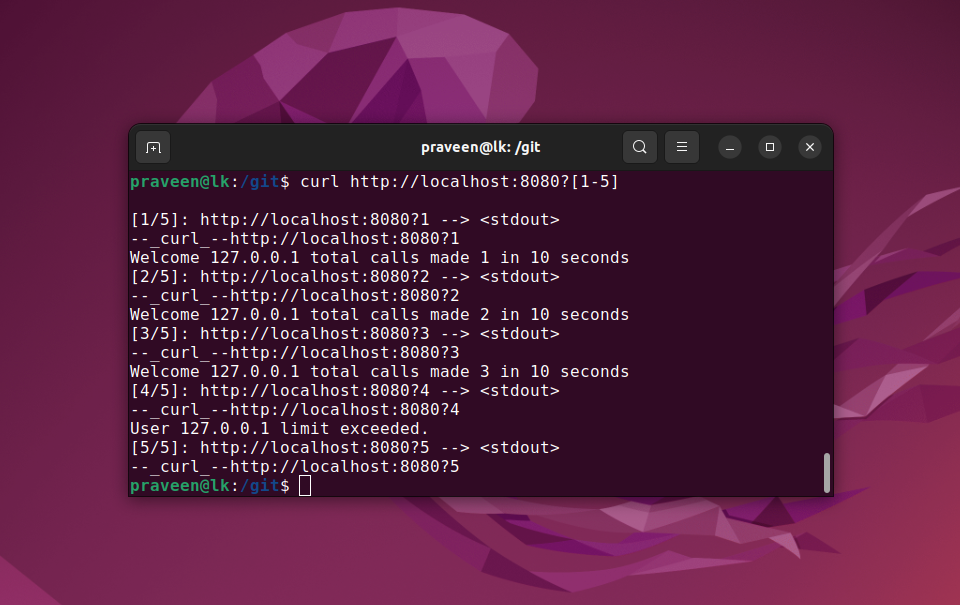 praveen@lk: /git
praveen@lk:/git$ curl http://localhost:8080?[1-5]
[1/5]: http://localhost:8080?1 --> <stdout>
--_curl_--http://localhost:8080?1
Welcome 127.0.0.1 total calls made 1 in 10 seconds
[2/5]: http://localhost:8080?2 --> <stdout>
--_curl_--http://localhost:8080?2
Welcome 127.0.0.1 total calls made 2 in 10 seconds
[3/5]: http://localhost:8080?3 --> <stdout>
--_curl_--http://localhost:8080?3
Welcome 127.0.0.1 total calls made 3 in 10 seconds
[4/5]: http://localhost:8080?4 --> <stdout>
--_curl_--http://localhost:8080?4
User 127.0.0.1 limit exceeded.
[5/5]: http://localhost:8080?5 --> <stdout>
--_curl_--http://localhost:8080?5
praveen@lk:/git$